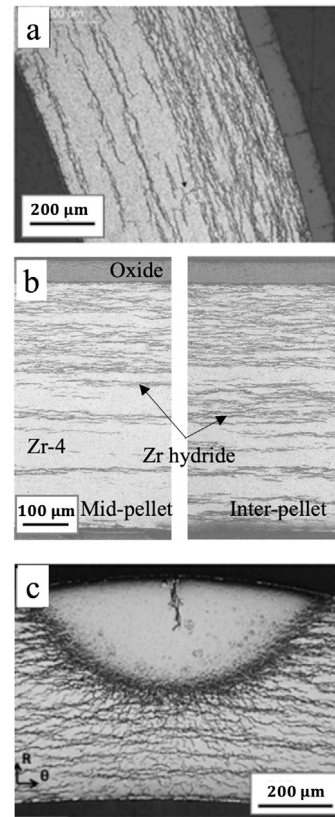 a
200 µm
b
Oxide
Zr-4
Zr hydride
100 µm
Mid-pellet
Inter-pellet
c
R
θ
200 µm